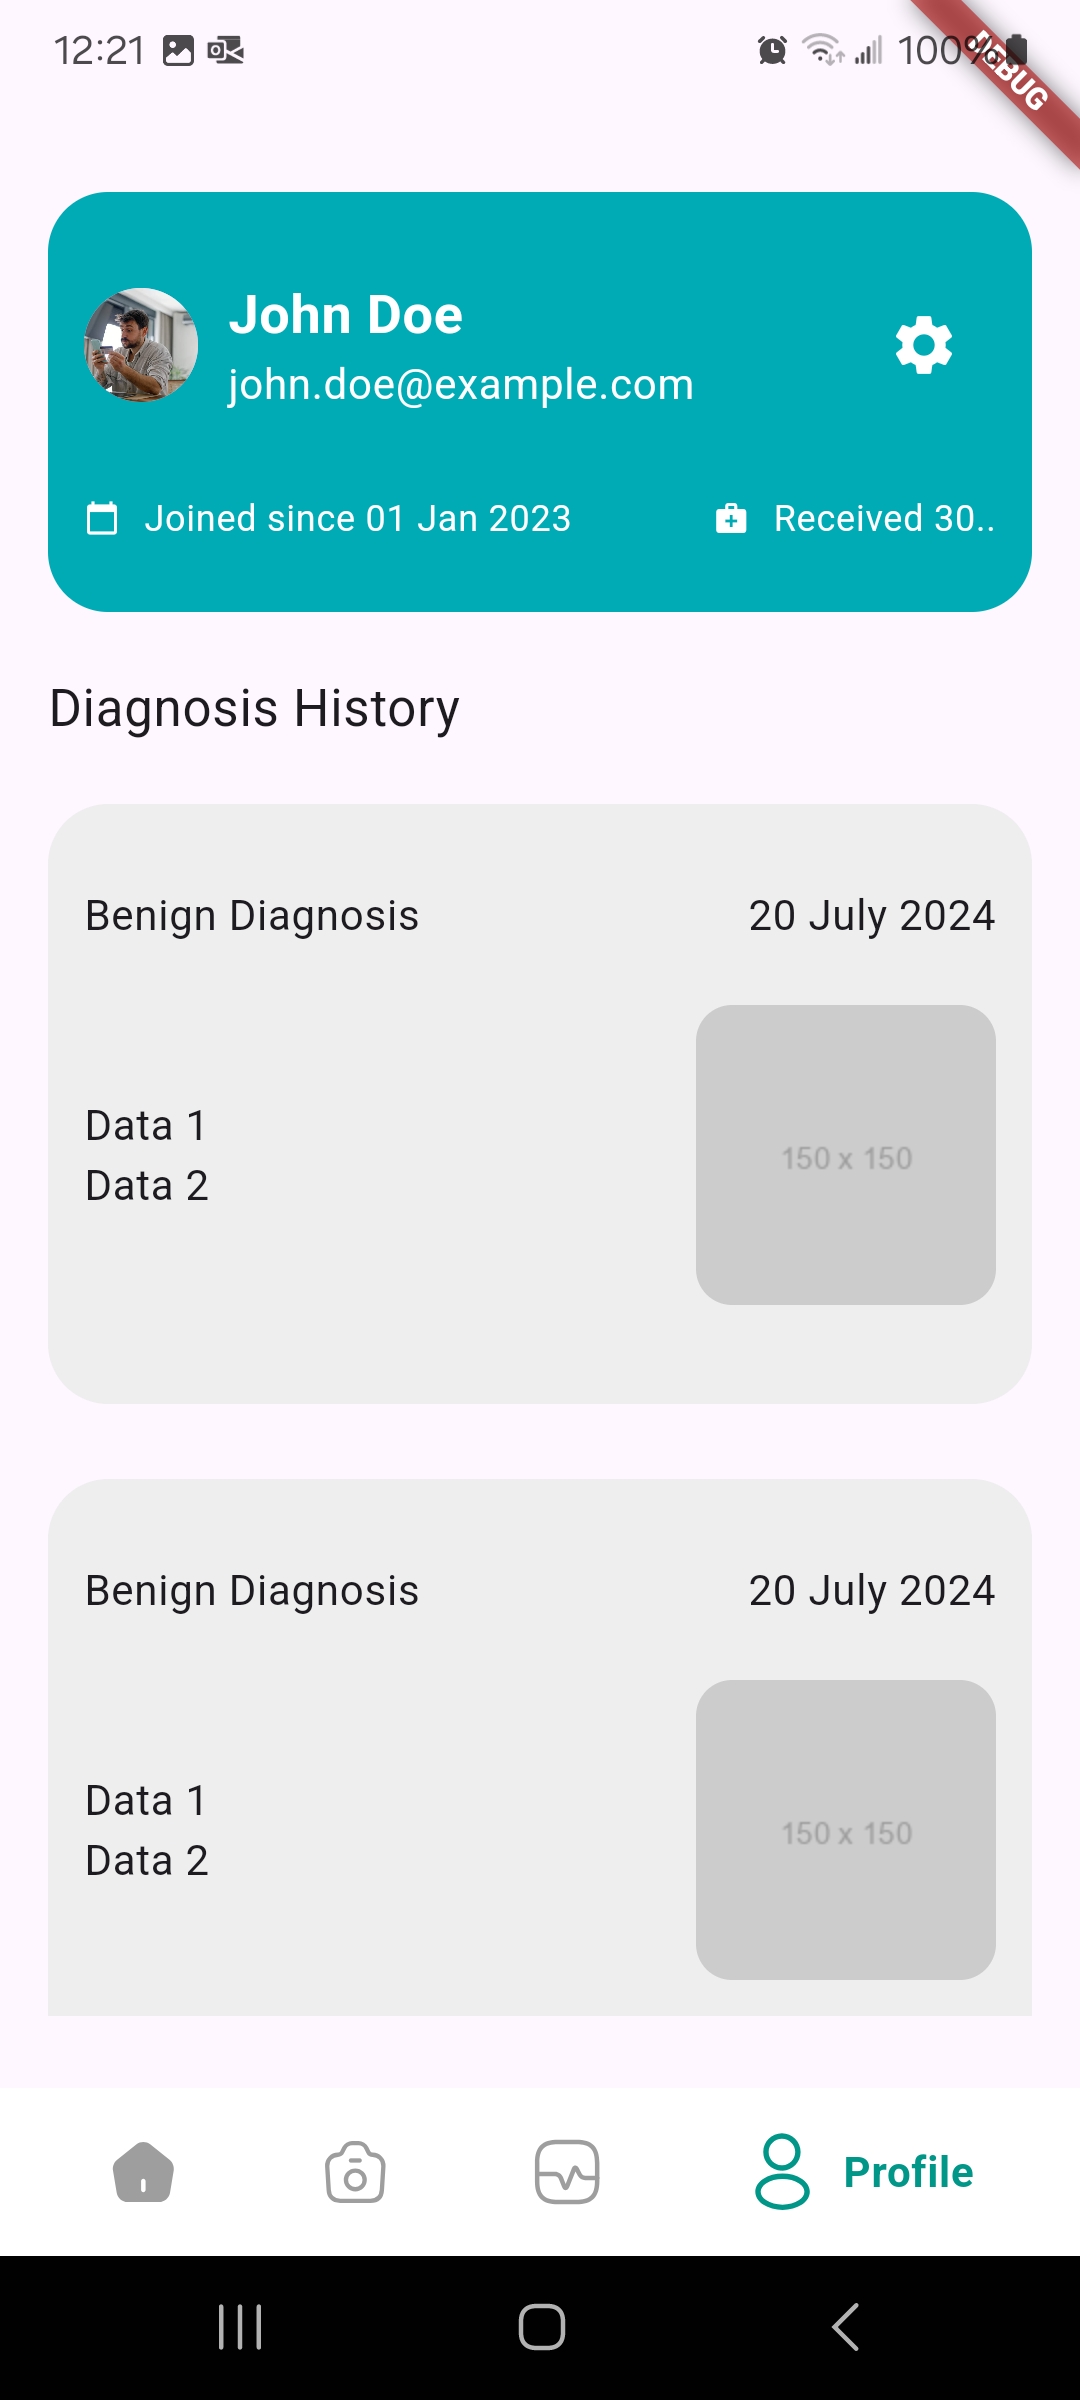 12:21
100%
DEBUG
John Doe
john.doe@example.com
Joined since 01 Jan 2023
Received 30..
Diagnosis History
Benign Diagnosis
20 July 2024
Data 1
Data 2
150 x 150
Benign Diagnosis
20 July 2024
Data 1
Data 2
150 x 150
Profile